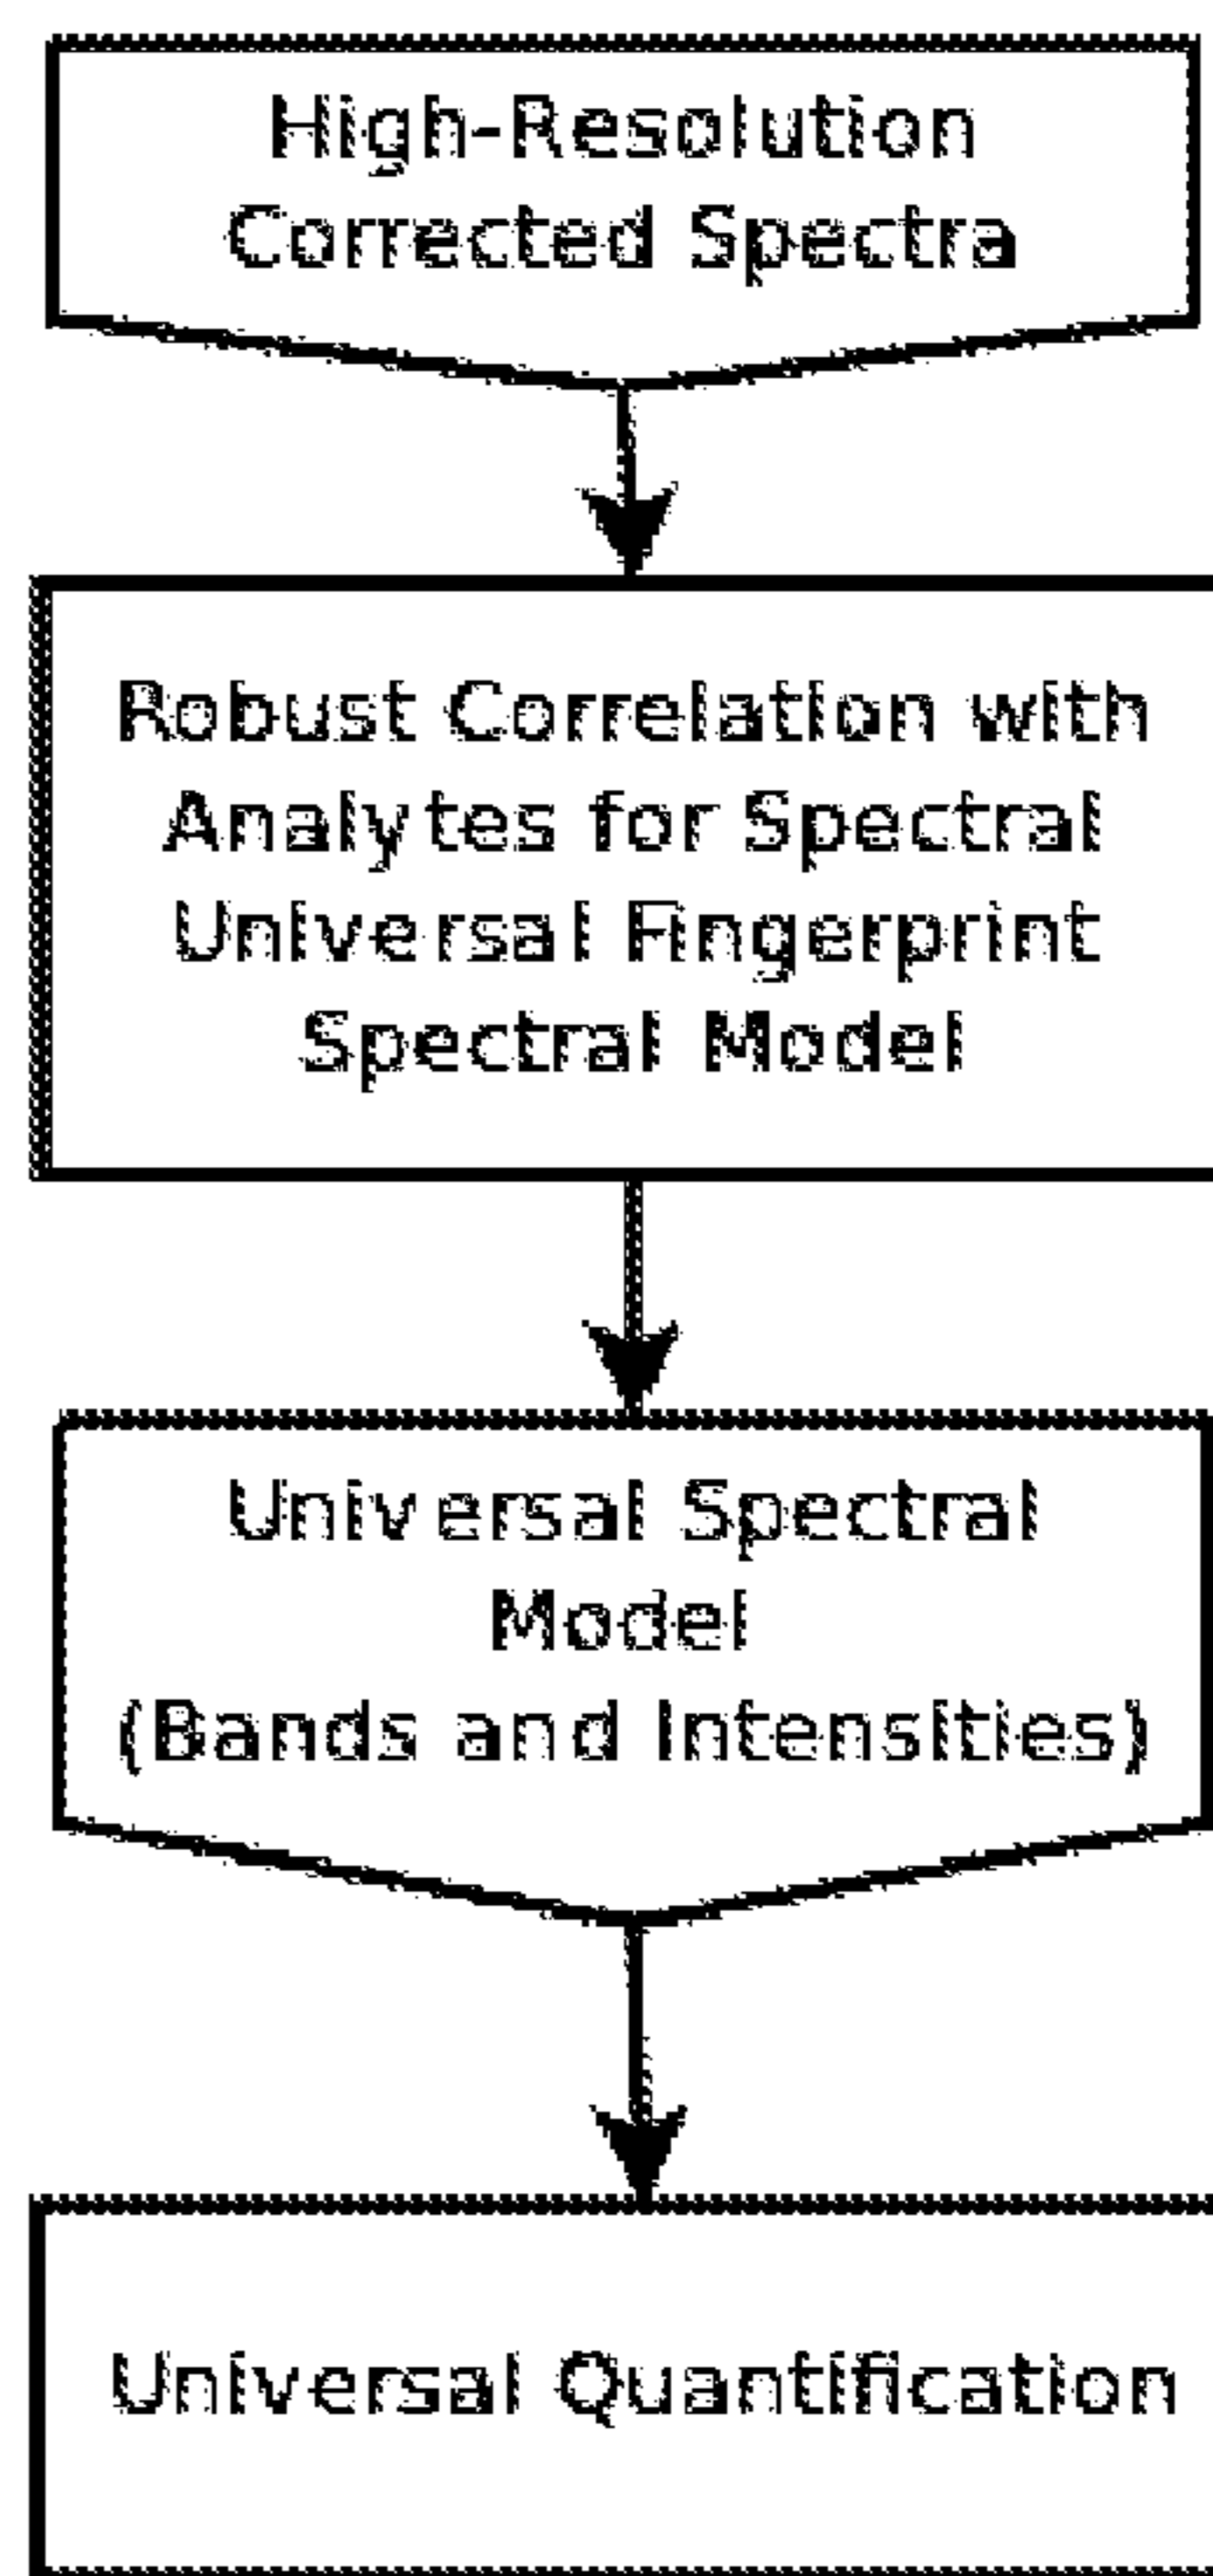 High-Resolution
Corrected Spectra
Robust Correlation with
Analytes for Spectral
Universal Fingerprint
Spectral Model
Universal Spectral
Model
(Bands and Intensities)
Universal Quantification